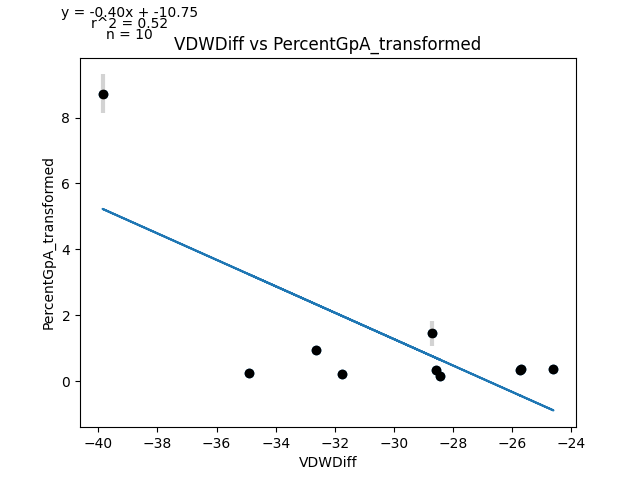 y = -0.40x + -10.75
r^2 = 0.52
n = 10
VDWDiff vs PercentGpA_transformed
PercentGpA_transformed
8
6
4
2
0
−40
−38
−36
−34
−32
−30
−28
−26
−24
VDWDiff